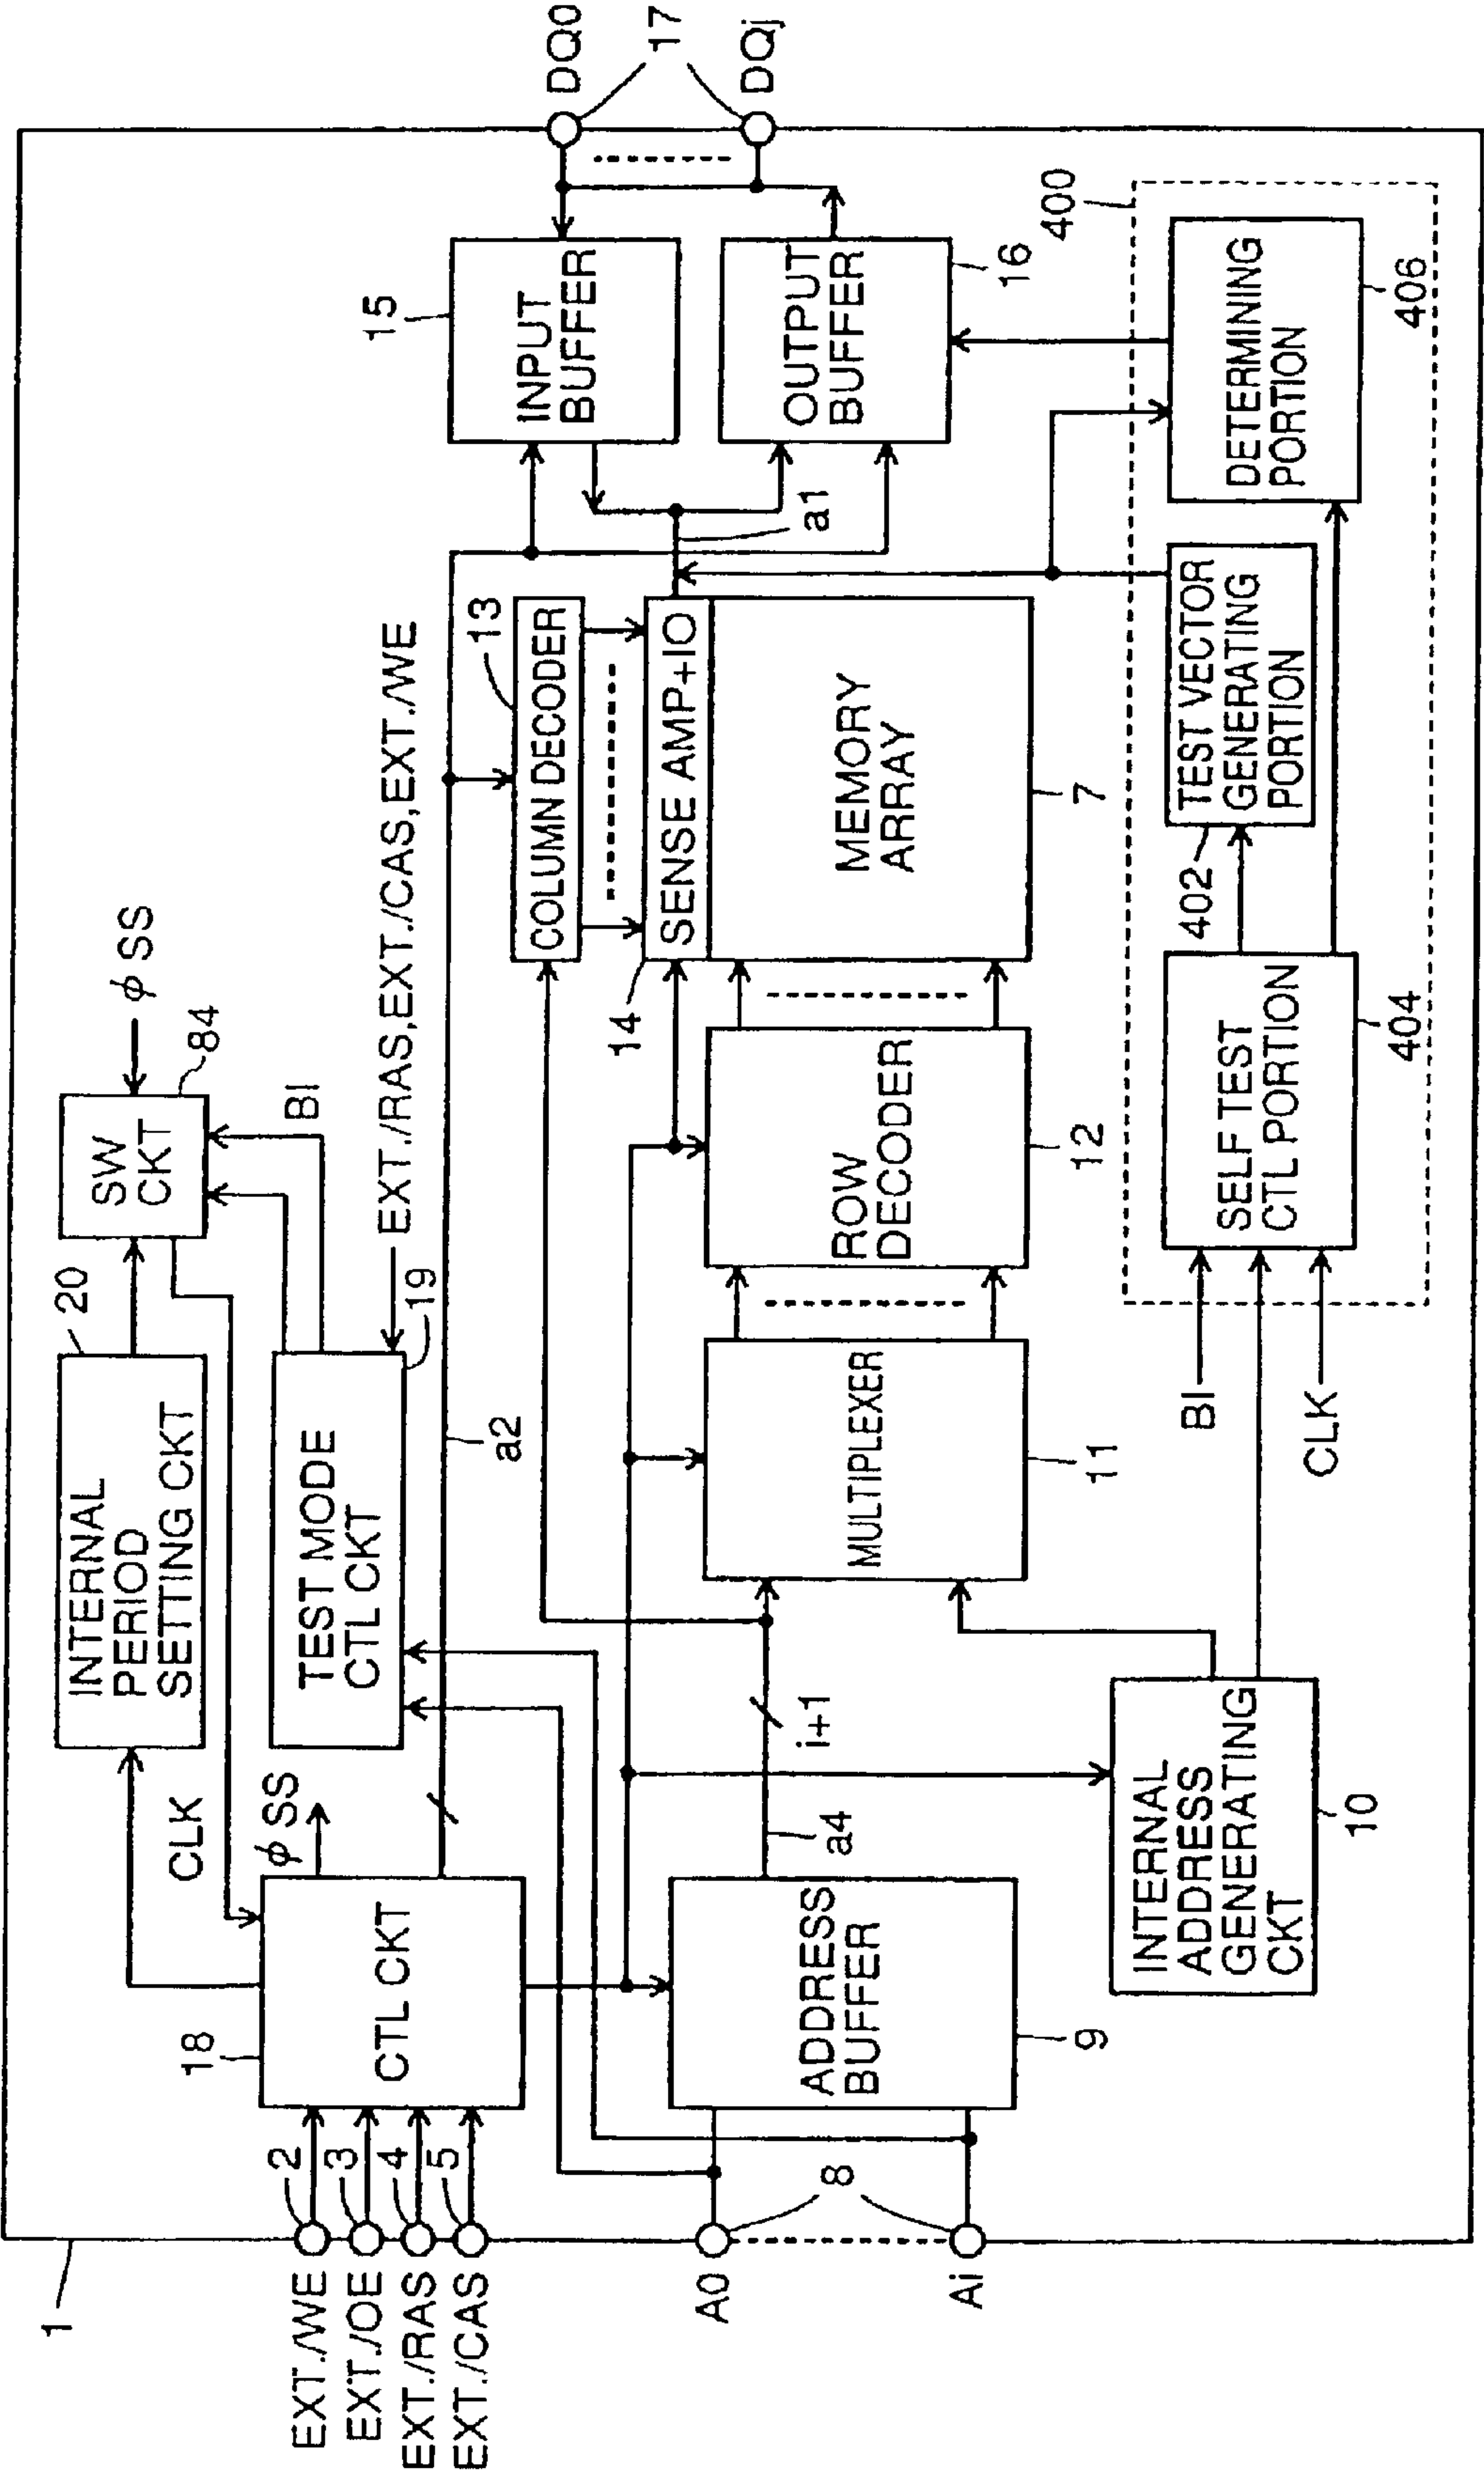 1
EXT./WE
2
EXT./OE
3
EXT./RAS
4
EXT./CAS
5
A0
8
Ai
18
CTL CKT
CLK
φ SS
INTERNAL
PERIOD
SETTING CKT
20
SW
CKT
84
φ SS
BI
TEST MODE
CTL CKT
19
EXT./RAS,EXT./CAS,EXT./WE
a2
ADDRESS
BUFFER
9
a4
i+1
INTERNAL
ADDRESS
GENERATING
CKT
10
MULTIPLEXER
11
ROW
DECODER
12
COLUMN DECODER
13
SENSE AMP+IO
14
MEMORY
ARRAY
7
a1
INPUT
BUFFER
15
OUTPUT
BUFFER
16
DQ0
17
DQj
BI
CLK
400
SELF TEST
CTL PORTION
404
TEST VECTOR
GENERATING
PORTION
402
DETERMINING
PORTION
406